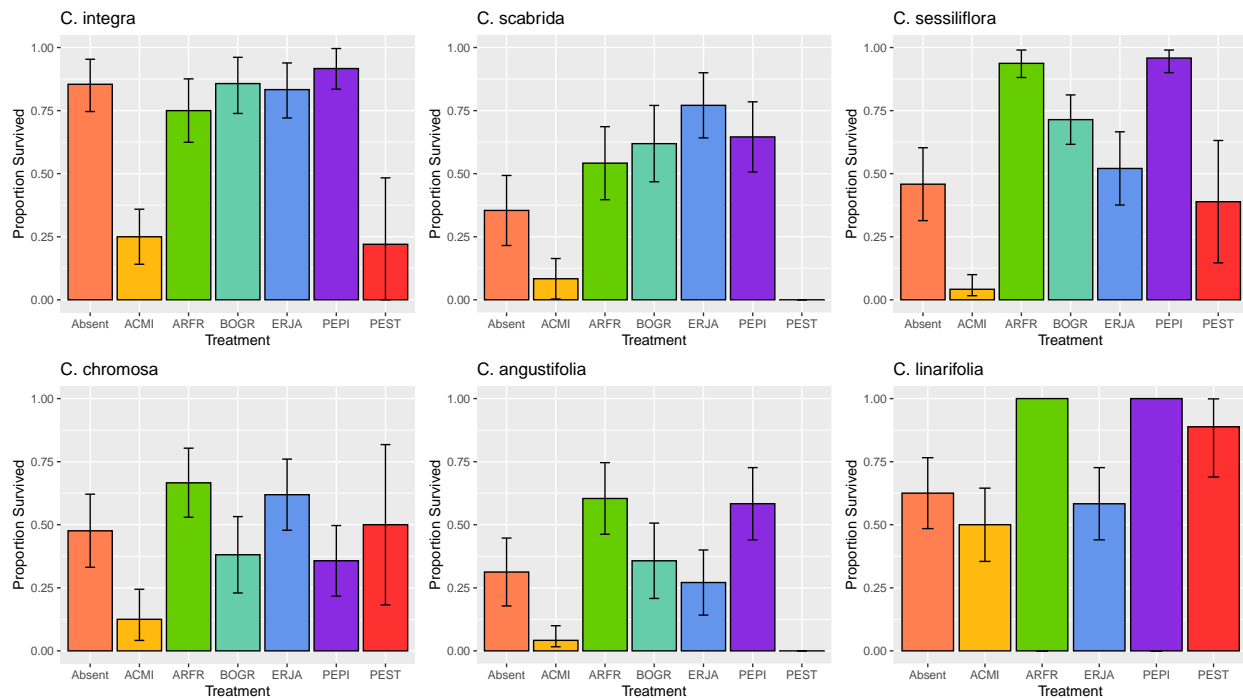 C. integra
Proportion Survived
1.00
0.75
0.50
0.25
0.00
Absent ACMI ARFR BOGR ERJA PEPI PEST
Treatment
C. scabrida
Proportion Survived
1.00
0.75
0.50
0.25
0.00
Absent ACMI ARFR BOGR ERJA PEPI PEST
Treatment
C. sessiliflora
Proportion Survived
1.00
0.75
0.50
0.25
0.00
Absent ACMI ARFR BOGR ERJA PEPI PEST
Treatment
C. chromosa
Proportion Survived
1.00
0.75
0.50
0.25
0.00
Absent ACMI ARFR BOGR ERJA PEPI PEST
Treatment
C. angustifolia
Proportion Survived
1.00
0.75
0.50
0.25
0.00
Absent ACMI ARFR BOGR ERJA PEPI PEST
Treatment
C. linarifolia
Proportion Survived
1.00
0.75
0.50
0.25
0.00
Absent ACMI ARFR ERJA PEPI PEST
Treatment